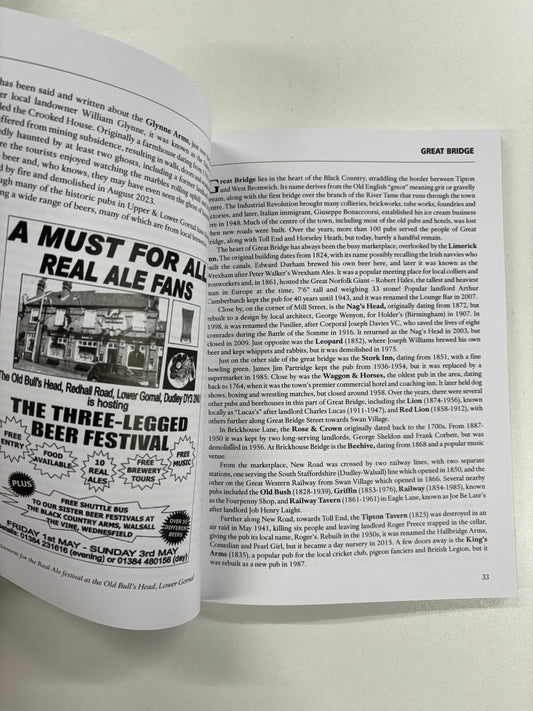 has been said and written about the Glynne Arms, just
er local landowner William Glynne, it was known as the
led the Crooked House. Originally a farmhouse dating from
ffered from mining subsidence, resulting in walls, doors and
edly haunted by at least two ghosts, including a former
re the tourists enjoyed watching the marbles rolling uphill
beer and, who knows, they may have even seen the ghost of
d by fire and demolished in August 2023.
ugh many of the historic pubs in Upper & Lower Gornal have
ng a wide range of beers, many of which are from local breweries
A MUST FOR ALL
REAL ALE FANS
The Old Bull's Head, Redhall Road, Lower Gornal, Dudley DY3 2NU
is hosting
THE THREE-LEGGED
BEER FESTIVAL
FREE
ENTRY
FOOD
AVAILABLE
10
REAL
ALES
FREE
BREWERY
TOURS
FREE
MUSIC
PLUS
FREE SHUTTLE BUS
TO OUR SISTER BEER FESTIVALS AT
THE BLACK COUNTRY ARMS, WALSALL
THE VINE, WEDNESFIELD
OVER 50
DIFFERENT
BEERS
FRIDAY 1st MAY - SUNDAY 3rd MAY
01384 231616 (evening) or 01384 480156 (day)
for the Real Ale festival at the Old Bull's Head, Lower Gornal
GREAT BRIDGE
Great Bridge lies in the heart of the Black Country, straddling the border between Tipton
and West Bromwich. Its name derives from the Old English “greot” meaning grit or gravelly
ream, along with the first bridge over the branch of the River Tame that runs through the town
entre. The Industrial Revolution brought many collieries, brickworks, tube works, foundries and
ctories, and later, Italian immigrant, Giuseppe Bonaccoorsi, established his ice cream business
ere in 1948. Much of the centre of the town, including most of the old pubs and hotels, was lost
hen new roads were built. Over the years, more than 100 pubs served the people of Great
ridge, along with Toll End and Horseley Heath, but today, barely a handful remain.
The heart of Great Bridge has always been the busy marketplace, overlooked by the Limerick
nn. The original building dates from 1824, with its name possibly recalling the Irish navvies who
uilt the canals. Edward Durham brewed his own beer here, and later it was known as the
Wrexham after Peter Walker's Wrexham Ales. It was a popular meeting place for local colliers and
ronworkers and, in 1861, hosted the Great Norfolk Giant – Robert Hales, the tallest and heaviest
man in Europe at the time, 7'6" tall and weighing 33 stone! Popular landlord Arthur
Cumberbatch kept the pub for 40 years until 1943, and it was renamed the Lounge Bar in 2007.
Close by, on the corner of Mill Street, is the Nag's Head, originally dating from 1872, but
rebuilt to a design by local architect, George Wenyon, for Holder's (Birmingham) in 1907. In
1998, it was renamed the Fusilier, after Corporal Joseph Davies VC, who saved the lives of eight
comrades during the Battle of the Somme in 1916. It returned to the Nag's Head in 2003, but
closed in 2009. Just opposite was the Leopard (1852), where Joseph Williams brewed his own
beer and kept whippets and rabbits, but it was demolished in 1973.
Just on the other side of the great bridge was the Stork Inn, dating from 1851, with a fine
bowling green. James Jim Partridge kept the pub from 1936-1954, but it was replaced by a
supermarket in 1985. Close by was the Waggon & Horses, the oldest pub in the area, dating
back to 1764, when it was the town's premier commercial hotel and coaching inn. It later held dog
shows, boxing and wrestling matches, but closed around 1958. Over the years, there were several
other pubs and beerhouses in this part of Great Bridge, including the Lion (1874-1956), known
locally as “Lucas's” after landlord Charles Lucas (1911-1947), and Red Lion (1858-1912), with
others further along Great Bridge Street towards Swan Village.
In Brickhouse Lane, the Rose & Crown originally dated back to the 1700s. From 1887-
1950 it was kept by two long-serving landlords, George Sheldon and Frank Corbett, but was
demolished in 1956. At Brickhouse Bridge is the Beehive, dating from 1868 and a popular music
venue.
From the marketplace, New Road was crossed by two railway lines, with two separate
stations, one serving the South Staffordshire (Dudley-Walsall) line which opened in 1850, and the
other on the Great Western Railway from Swan Village which opened in 1866. Several nearby
pubs included the Old Bush (1828-1939), Griffin (1853-1976), Railway (1854-1985), known
as the Fourpenny Shop, and Railway Tavern (1861-1961) in Eagle Lane, known as Joe Be Late's
after landlord Job Henry Laight.
Further along New Road, towards Toll End, the Tipton Tavern (1825) was destroyed in an
air raid in May 1941, killing six people and leaving landlord Roger Preece trapped in the cellar,
giving the pub its local name, Roger's. Rebuilt in the 1950s, it was renamed the Hallbridge Arms,
Comedian and Pearl Girl, but it became a day nursery in 2015. A few doors away is the King's
Arms (1835), a popular pub for the local cricket club, pigeon fanciers and British Legion, but it
was rebuilt as a new pub in 1987.
33